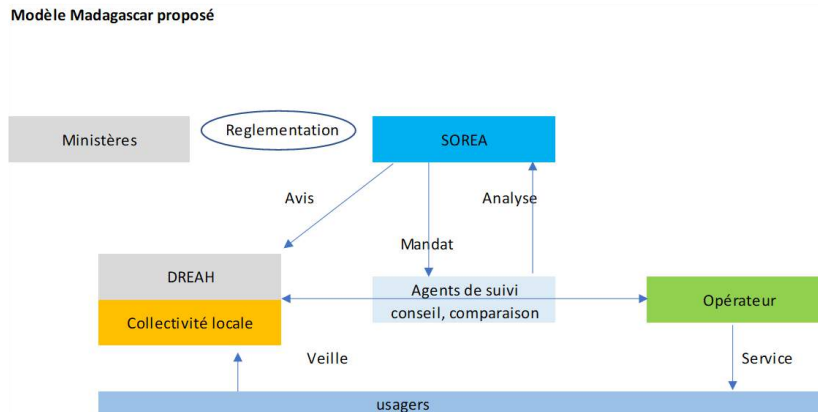 Modèle Madagascar proposé
Ministères
Reglementation
SOREA
Avis
Analyse
Mandat
DREAH
Agents de suivi
conseil, comparaison
Opérateur
Collectivité locale
Veille
Service
usagers